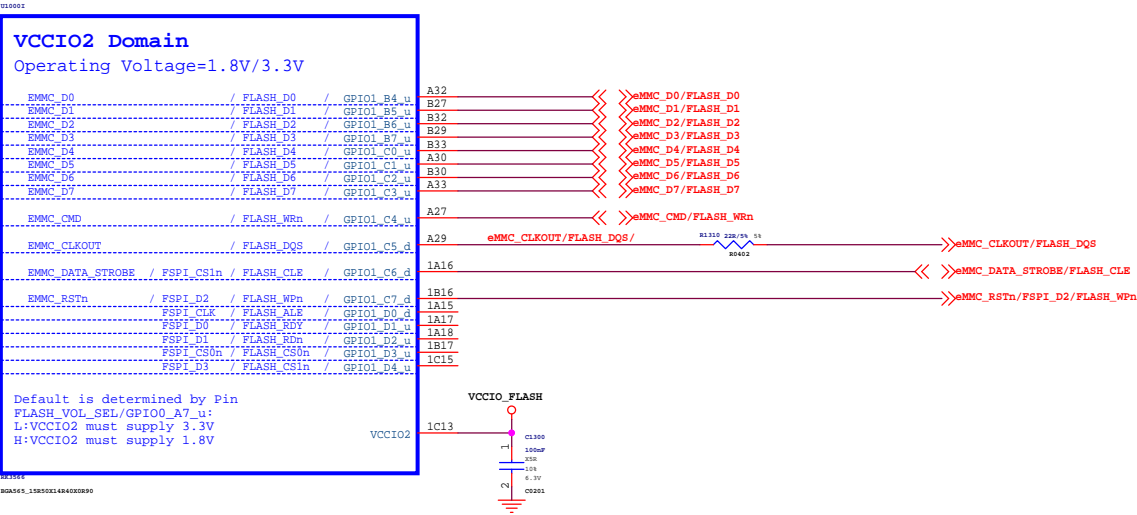 U1000I
VCCIO2 Domain
Operating Voltage=1.8V/3.3V
EMMC_D0 / FLASH_D0 / GPIO1_B4_u A32 eMMC_D0/FLASH_D0
EMMC_D1 / FLASH_D1 / GPIO1_B5_u B27 eMMC_D1/FLASH_D1
EMMC_D2 / FLASH_D2 / GPIO1_B6_u B32 eMMC_D2/FLASH_D2
EMMC_D3 / FLASH_D3 / GPIO1_B7_u B29 eMMC_D3/FLASH_D3
EMMC_D4 / FLASH_D4 / GPIO1_C0_u B33 eMMC_D4/FLASH_D4
EMMC_D5 / FLASH_D5 / GPIO1_C1_u A30 eMMC_D5/FLASH_D5
EMMC_D6 / FLASH_D6 / GPIO1_C2_u B30 eMMC_D6/FLASH_D6
EMMC_D7 / FLASH_D7 / GPIO1_C3_u A33 eMMC_D7/FLASH_D7
EMMC_CMD / FLASH_WRn / GPIO1_C4_u A27 eMMC_CMD/FLASH_WRn
EMMC_CLKOUT / FLASH_DQS / GPIO1_C5_d A29 eMMC_CLKOUT/FLASH_DQS/ R1310 22R/5% 5% eMMC_CLKOUT/FLASH_DQS
R0402
EMMC_DATA_STROBE / FSPI_CS1n / FLASH_CLE / GPIO1_C6_d 1A16 eMMC_DATA_STROBE/FLASH_CLE
EMMC_RSTn / FSPI_D2 / FLASH_WPn / GPIO1_C7_d 1B16 eMMC_RSTn/FSPI_D2/FLASH_WPn
FSPI_CLK / FLASH_ALE / GPIO1_D0_d 1A15
FSPI_D0 / FLASH_RDY / GPIO1_D1_u 1A17
FSPI_D1 / FLASH_RDn / GPIO1_D2_u 1A18
FSPI_CS0n / FLASH_CS0n / GPIO1_D3_u 1B17
FSPI_D3 / FLASH_CS1n / GPIO1_D4_u 1C15
Default is determined by Pin
FLASH_VOL_SEL/GPIO0_A7_u:
L:VCCIO2 must supply 3.3V
H:VCCIO2 must supply 1.8V
VCCIO2 1C13
VCCIO_FLASH
1
2
C1300
100nF
X5R
10%
6.3V
C0201
RK3566
BGA565_15R50X14R40X0R90